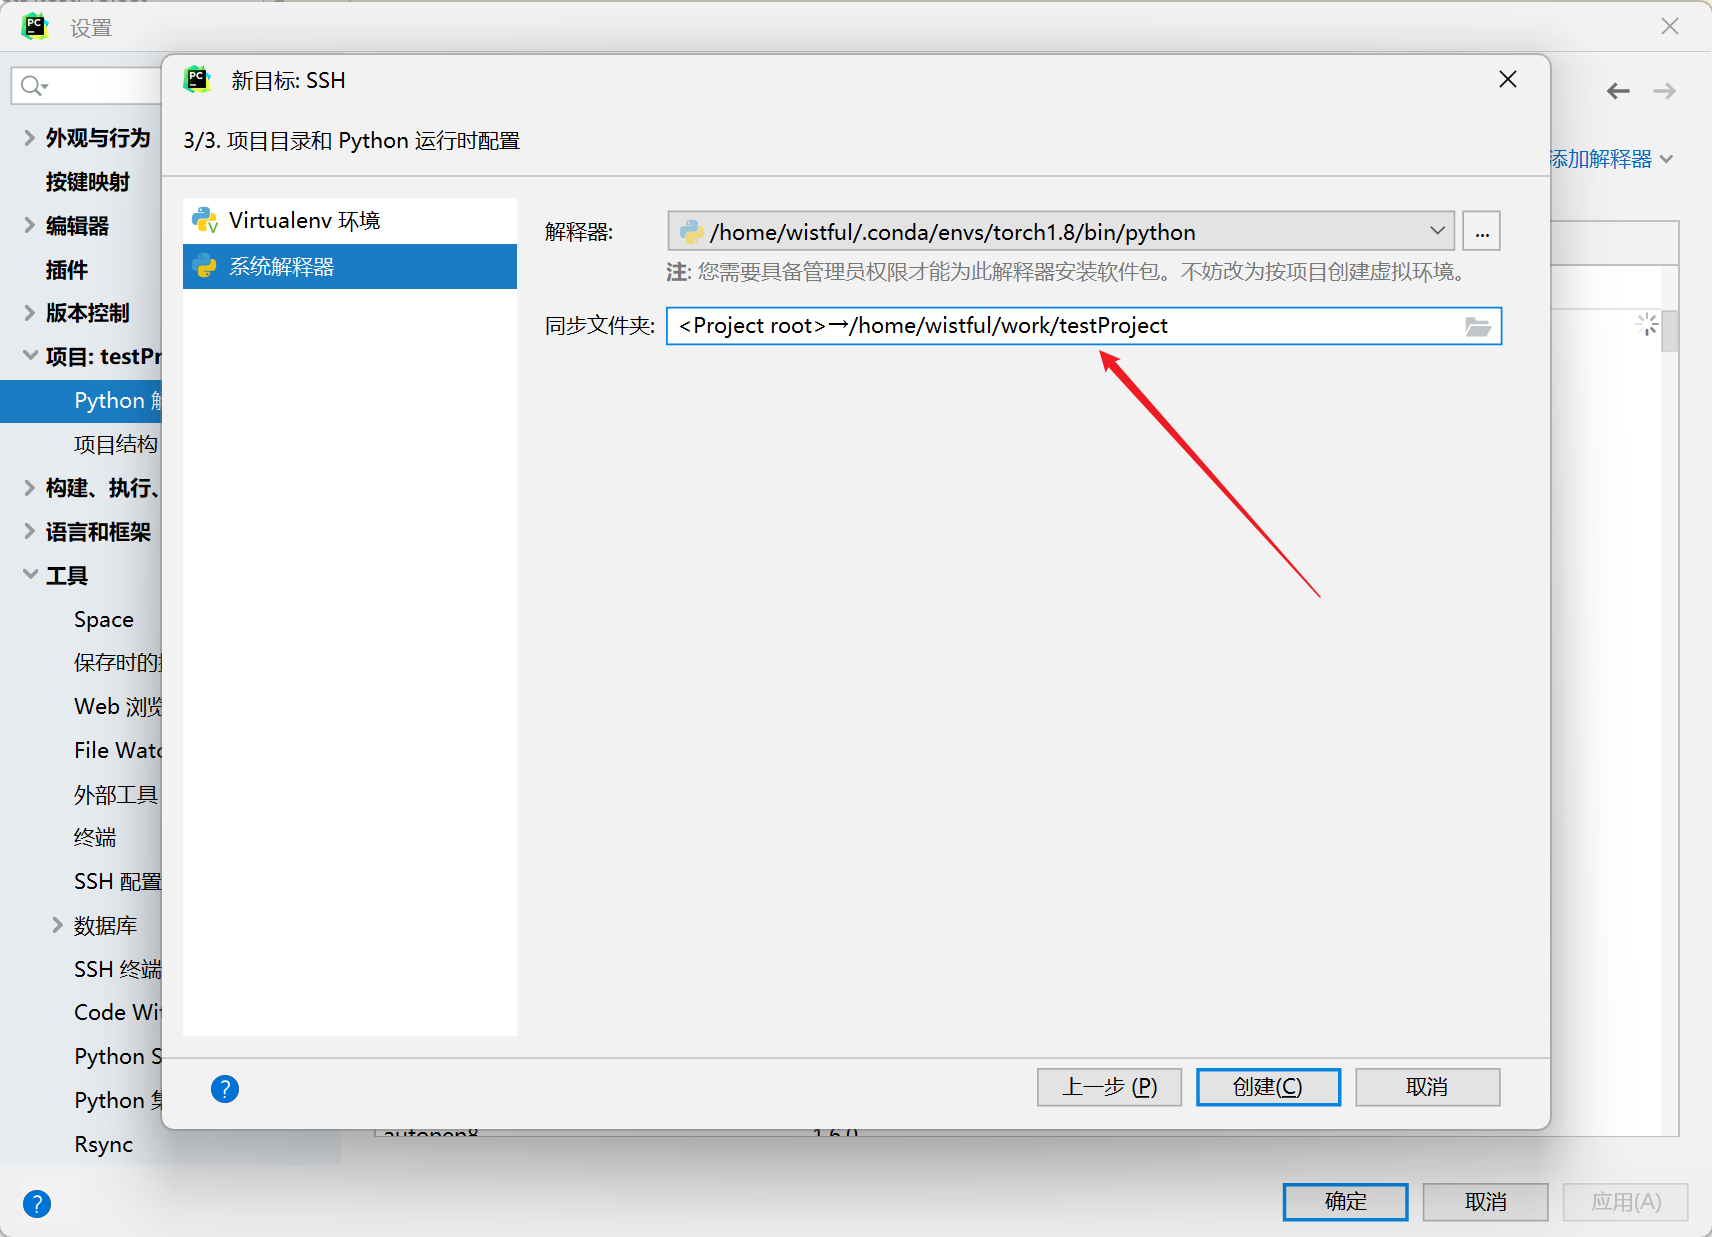 设置
新目标: SSH
3/3. 项目目录和 Python 运行时配置
添加解释器
外观与行为
按键映射
编辑器
插件
版本控制
项目: testPr
Python 解
项目结构
构建、执行、
语言和框架
工具
Space
保存时的
Web 浏览
File Watc
外部工具
终端
SSH 配置
数据库
SSH 终端
Code Wit
Python S
Python 集
Rsync
Virtualenv 环境
系统解释器
解释器:
/home/wistful/.conda/envs/torch1.8/bin/python
...
注: 您需要具备管理员权限才能为此解释器安装软件包。不妨改为按项目创建虚拟环境。
同步文件夹:
<Project root>→/home/wistful/work/testProject
?
上一步 (P)
创建(C)
取消
autopep8
1.6.0
?
确定
取消
应用(A)